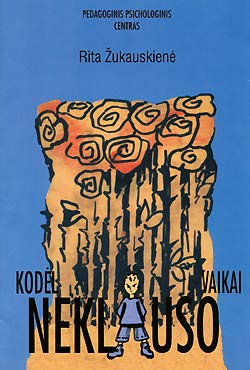 PEDAGOGINIS PSICHOLOGINIS
CENTRAS
Rita Žukauskienė
KODĖL VAIKAI
NEKLAUSO